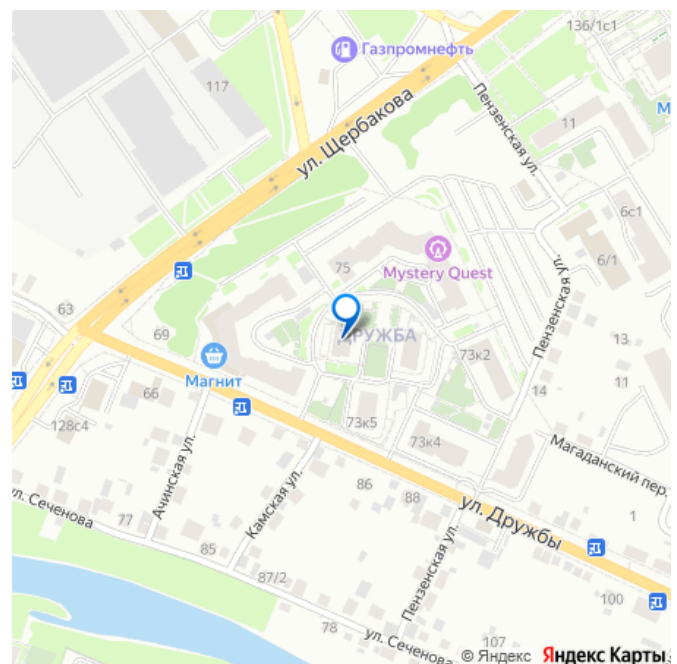 136/1с1
Газпромнефть
117
ул. Щербакова
Пензенская ул.
11
М
6с1
6/1
75
Mystery Quest
Пензенская ул.
63
69
ДРУЖБА
13
73к2
Магнит
11
66
14
128с4
73к5
73к4
Магаданский пер.
Ачинская ул.
Камская ул.
86
88
ул. Сеченова
77
ул. Дружбы
1
85
Пензенская ул.
87/2
100
78
ул. Сеченова
107
© Яндекс Яндекс Карты